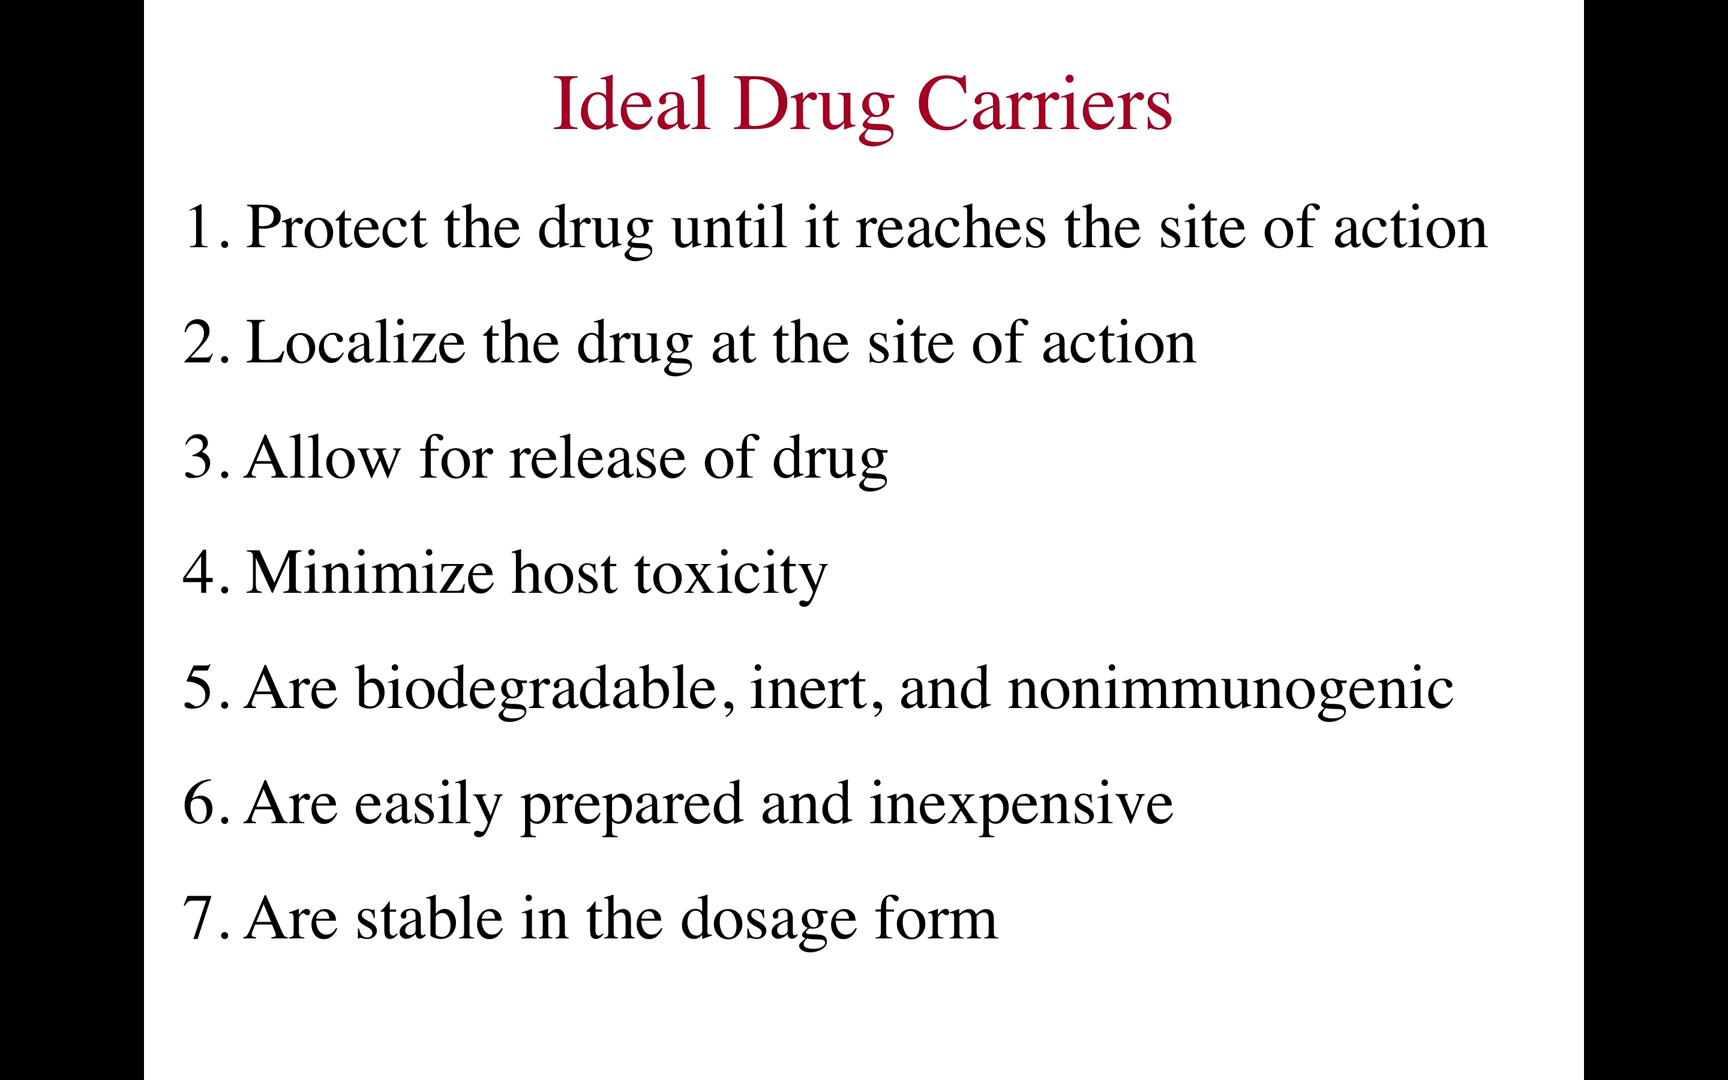 Ideal Drug Carriers
1. Protect the drug until it reaches the site of action
2. Localize the drug at the site of action
3. Allow for release of drug
4. Minimize host toxicity
5. Are biodegradable, inert, and nonimmunogenic
6. Are easily prepared and inexpensive
7. Are stable in the dosage form